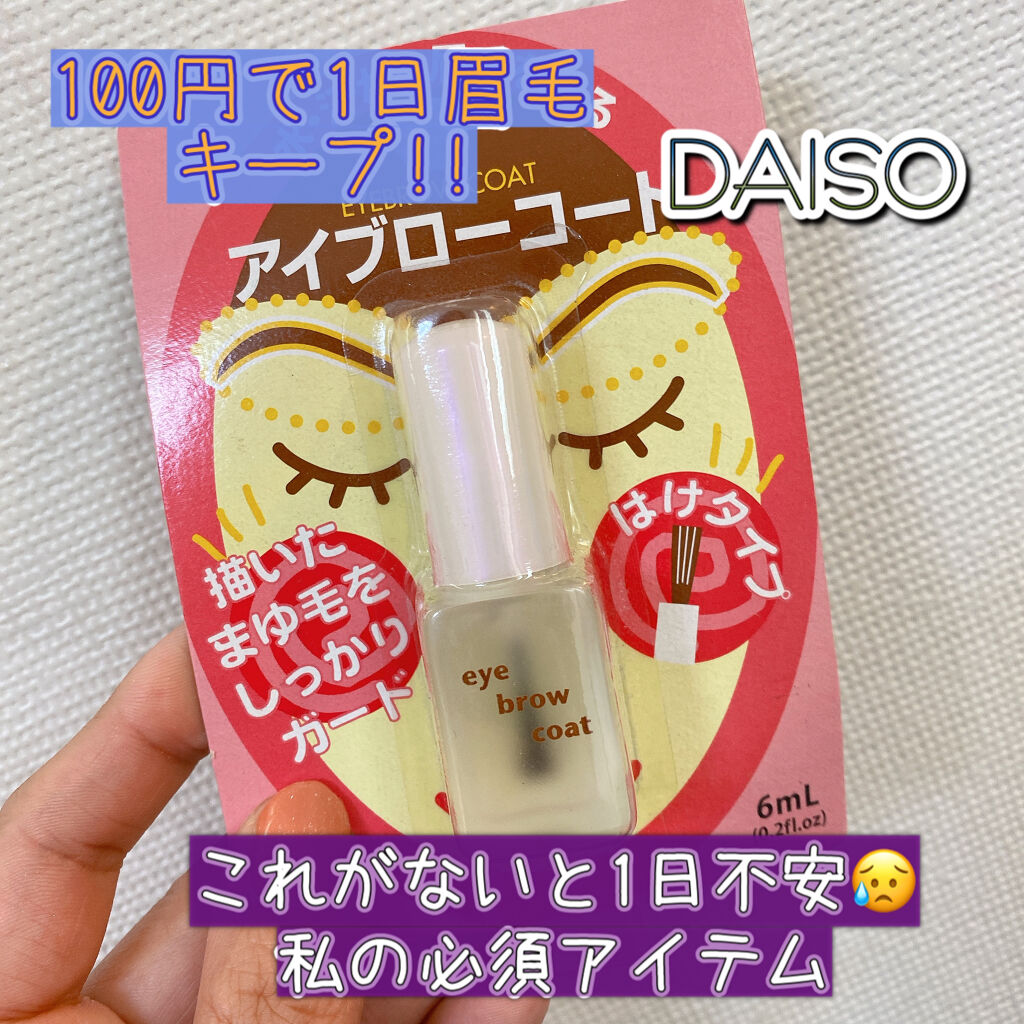 100円で1日眉毛
キープ!!
DAISO
る
EYEBROW COAT
アイブローコート
はけタイプ
描いた
まゆ毛を
しっかり
ガード
eye
brow
coat
6mL
(0.2fl.oz)
これがないと1日不安😥
私の必須アイテム